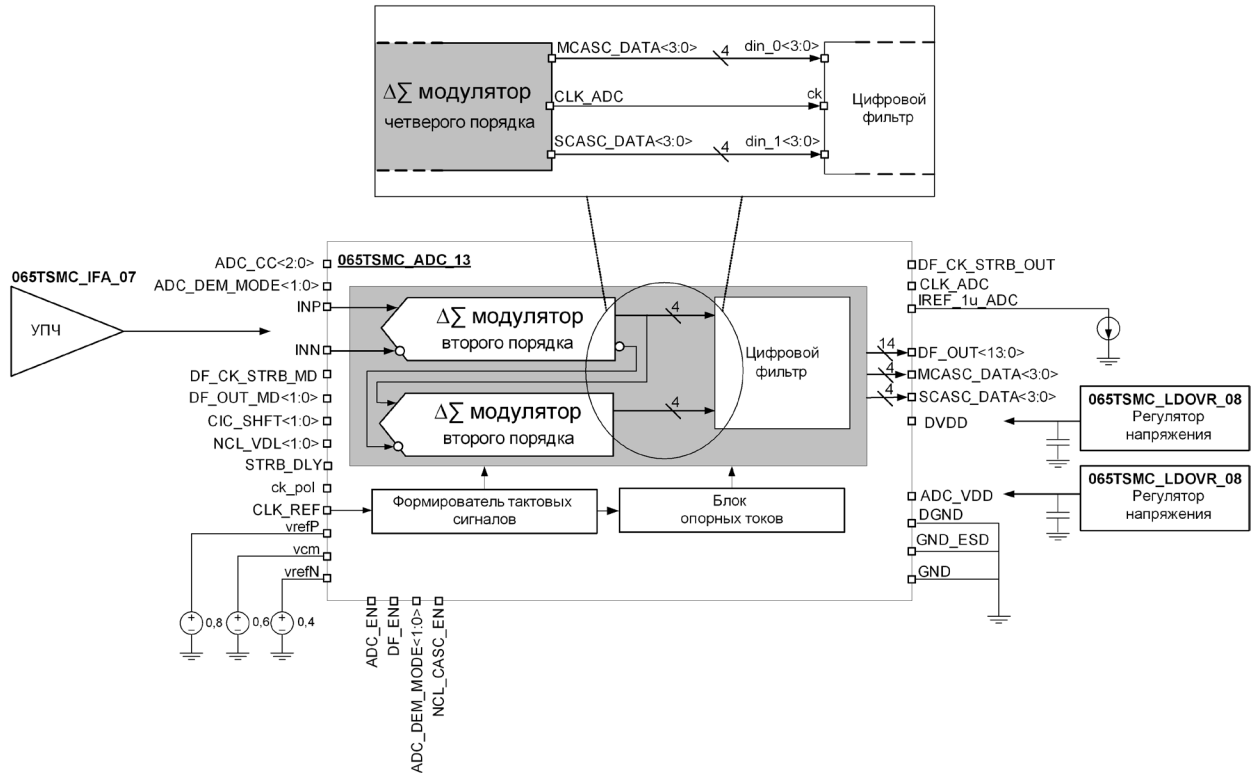 MCASC_DATA<3:0>
4
din_0<3:0>
ΔΣ модулятор
четверого порядка
CLK_ADC
ck
Цифровой
фильтр
SCASC_DATA<3:0>
4
din_1<3:0>
065TSMC_IFA_07
УПЧ
065TSMC_ADC_13
ADC_CC<2:0>
ADC_DEM_MODE<1:0>
INP
INN
DF_CK_STRB_MD
DF_OUT_MD<1:0>
CIC_SHFT<1:0>
NCL_VDL<1:0>
STRB_DLY
ck_pol
CLK_REF
vrefP
vcm
vrefN
+
−
0,8
+
−
0,6
+
−
0,4
ΔΣ модулятор
второго порядка
4
ΔΣ модулятор
второго порядка
4
Цифровой
фильтр
Формирователь тактовых
сигналов
Блок
опорных токов
DF_CK_STRB_OUT
CLK_ADC
IREF_1u_ADC
14
DF_OUT<13:0>
4
MCASC_DATA<3:0>
4
SCASC_DATA<3:0>
DVDD
ADC_VDD
DGND
GND_ESD
GND
065TSMC_LDOVR_08
Регулятор
напряжения
065TSMC_LDOVR_08
Регулятор
напряжения
ADC_EN
DF_EN
ADC_DEM_MODE<1:0>
NCL_CASC_EN